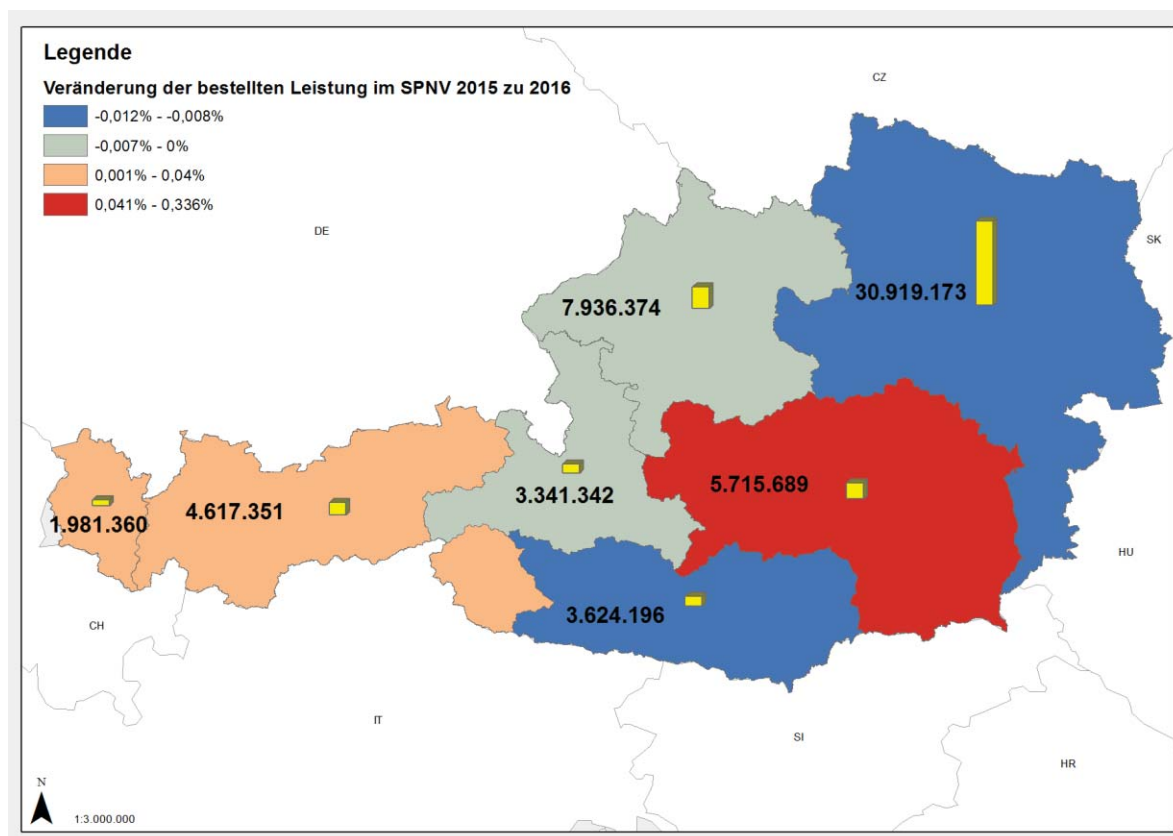 Legende
Veränderung der bestellten Leistung im SPNV 2015 zu 2016
-0,012% - -0,008%
-0,007% - 0%
0,001% - 0,04%
0,041% - 0,336%
CZ
DE
SK
30.919.173
7.936.374
5.715.689
3.341.342
4.617.351
1.981.360
HU
3.624.196
CH
IT
SI
HR
N
1:3.000.000